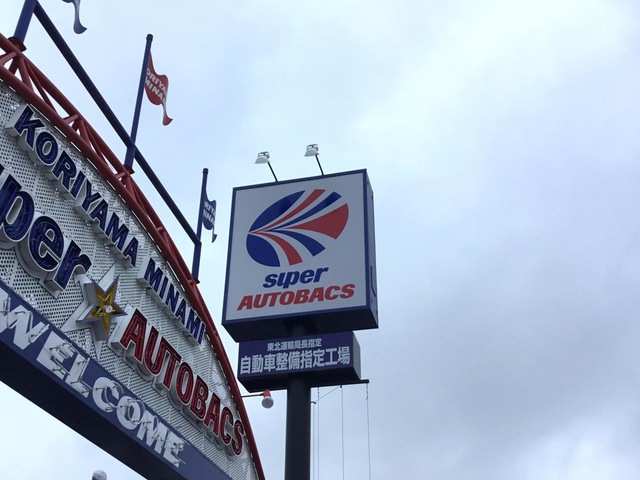 KORIYAMA MINAMI
uper AUTOBACS
WELCOME
super
AUTOBACS
東北運輸局長指定
自動車整備指定工場